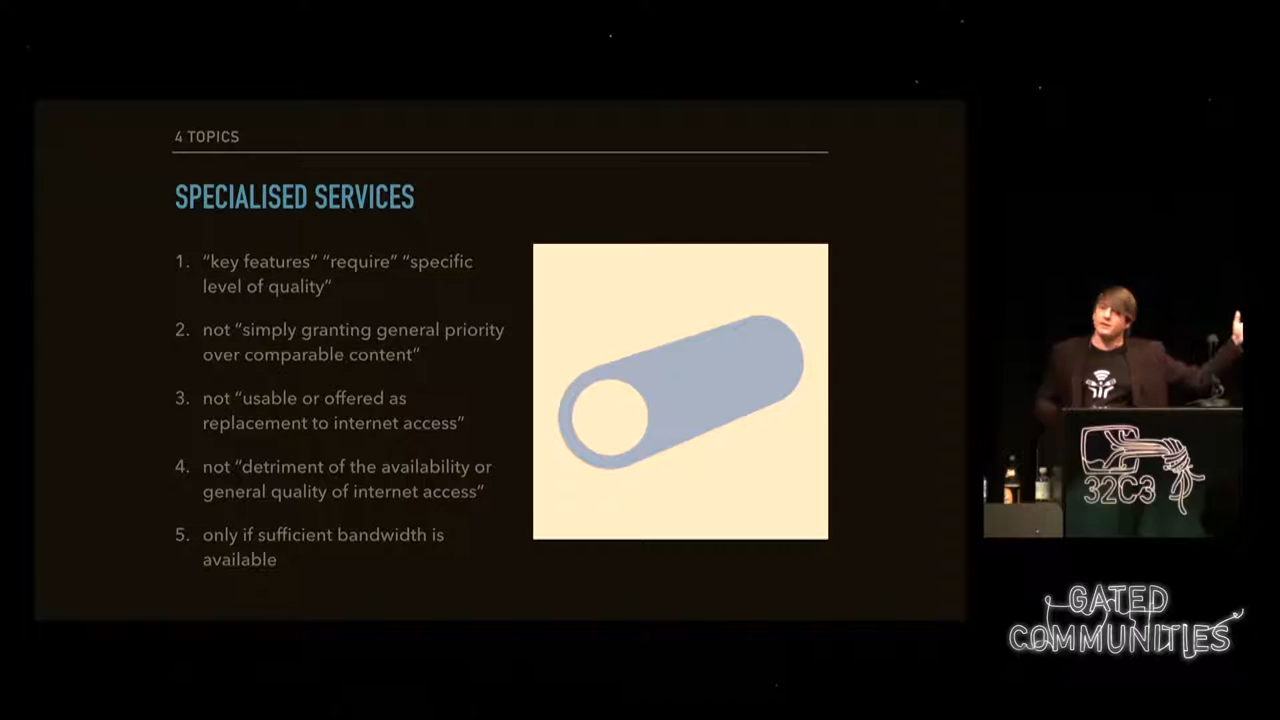 4 TOPICS
SPECIALISED SERVICES
1. “key features” “require” “specific
level of quality”
2. not “simply granting general priority
over comparable content”
3. not “usable or offered as
replacement to internet access”
4. not “detriment of the availability or
general quality of internet access”
5. only if sufficient bandwidth is
available
32C3
GATED
COMMUNITIES